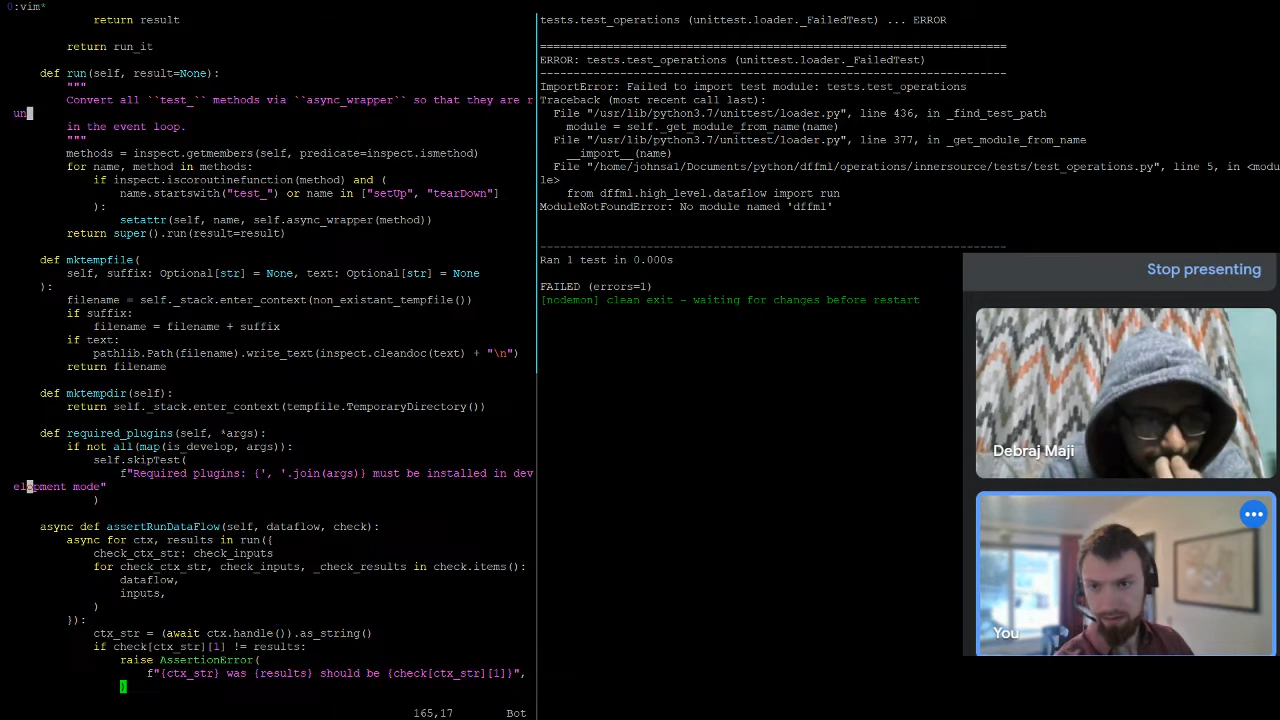 0:vim*
return result
return run_it
def run(self, result=None):
"""
Convert all ``test_`` methods via ``async_wrapper`` so that they are r
un
in the event loop.
"""
methods = inspect.getmembers(self, predicate=inspect.ismethod)
for name, method in methods:
if inspect.iscoroutinefunction(method) and (
name.startswith("test_") or name in ["setUp", "tearDown"]
):
setattr(self, name, self.async_wrapper(method))
return super().run(result=result)
def mktempfile(
self, suffix: Optional[str] = None, text: Optional[str] = None
):
filename = self._stack.enter_context(non_existant_tempfile())
if suffix:
filename = filename + suffix
if text:
pathlib.Path(filename).write_text(inspect.cleandoc(text) + "\n")
return filename
def mktempdir(self):
return self._stack.enter_context(tempfile.TemporaryDirectory())
def required_plugins(self, *args):
if not all(map(is_develop, args)):
self.skipTest(
f"Required plugins: {', '.join(args)} must be installed in dev
elopment mode"
)
async def assertRunDataFlow(self, dataflow, check):
async for ctx, results in run({
check_ctx_str: check_inputs
for check_ctx_str, check_inputs, _check_results in check.items():
dataflow,
inputs,
)
}):
ctx_str = (await ctx.handle()).as_string()
if check[ctx_str][1] != results:
raise AssertionError(
f"{ctx_str} was {results} should be {check[ctx_str][1]}",
)
165,17 Bot
tests.test_operations (unittest.loader._FailedTest) ... ERROR
======================================================================
ERROR: tests.test_operations (unittest.loader._FailedTest)
----------------------------------------------------------------------
ImportError: Failed to import test module: tests.test_operations
Traceback (most recent call last):
File "/usr/lib/python3.7/unittest/loader.py", line 436, in _find_test_path
module = self._get_module_from_name(name)
File "/usr/lib/python3.7/unittest/loader.py", line 377, in _get_module_from_name
__import__(name)
File "/home/johnsal/Documents/python/dffml/operations/innersource/tests/test_operations.py", line 5, in <modu
le>
from dffml.high_level.dataflow import run
ModuleNotFoundError: No module named 'dffml'
----------------------------------------------------------------------
Ran 1 test in 0.000s
FAILED (errors=1)
[nodemon] clean exit - waiting for changes before restart
Stop presenting
Debraj Maji
You